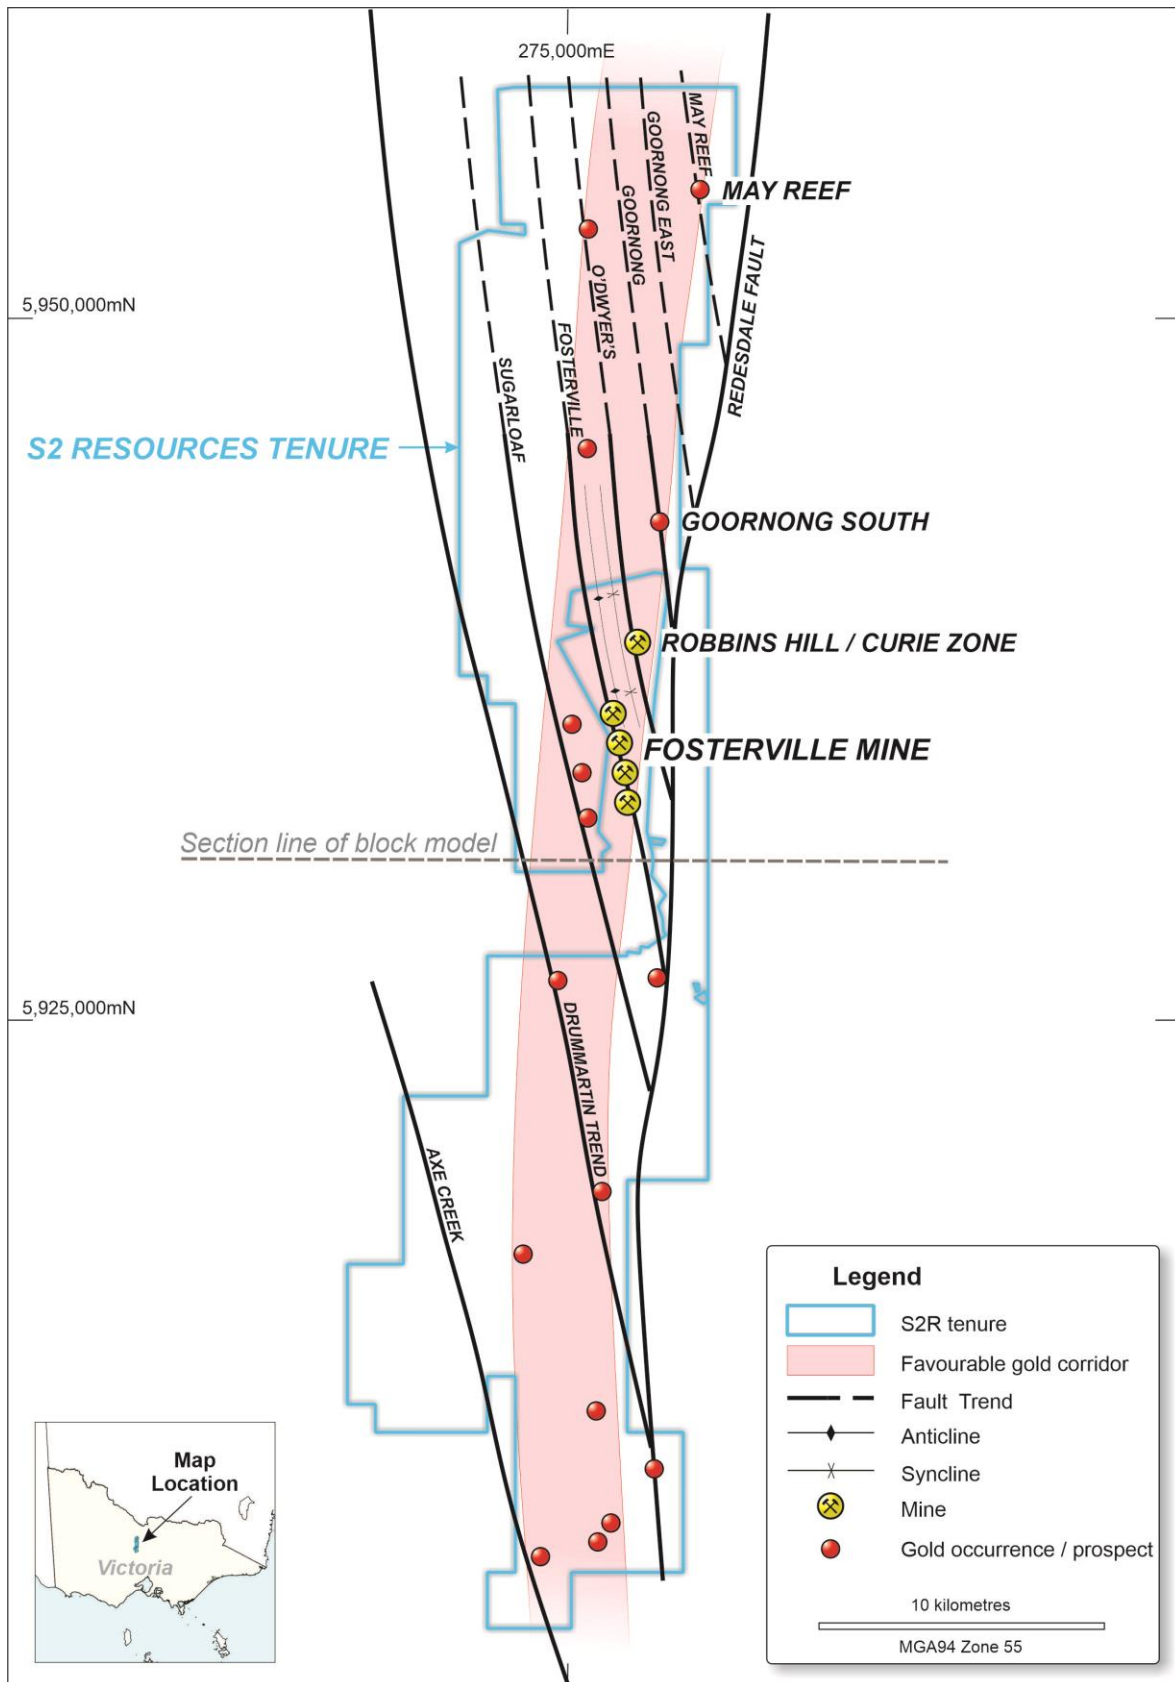 275,000mE
MAY REEF
GOORNONG EAST
GOORNONG
MAY REEF
O'DWYER'S
REDESDALE FAULT
5,950,000mN
FOSTERVILLE
SUGARLOAF
S2 RESOURCES TENURE
GOORNONG SOUTH
ROBBINS HILL / CURIE ZONE
FOSTERVILLE MINE
Section line of block model
5,925,000mN
DRUMMARTIN TREND
AXE CREEK
Legend
S2R tenure
Favourable gold corridor
Fault Trend
Anticline
Syncline
Mine
Gold occurrence / prospect
10 kilometres
MGA94 Zone 55
Map
Location
Victoria